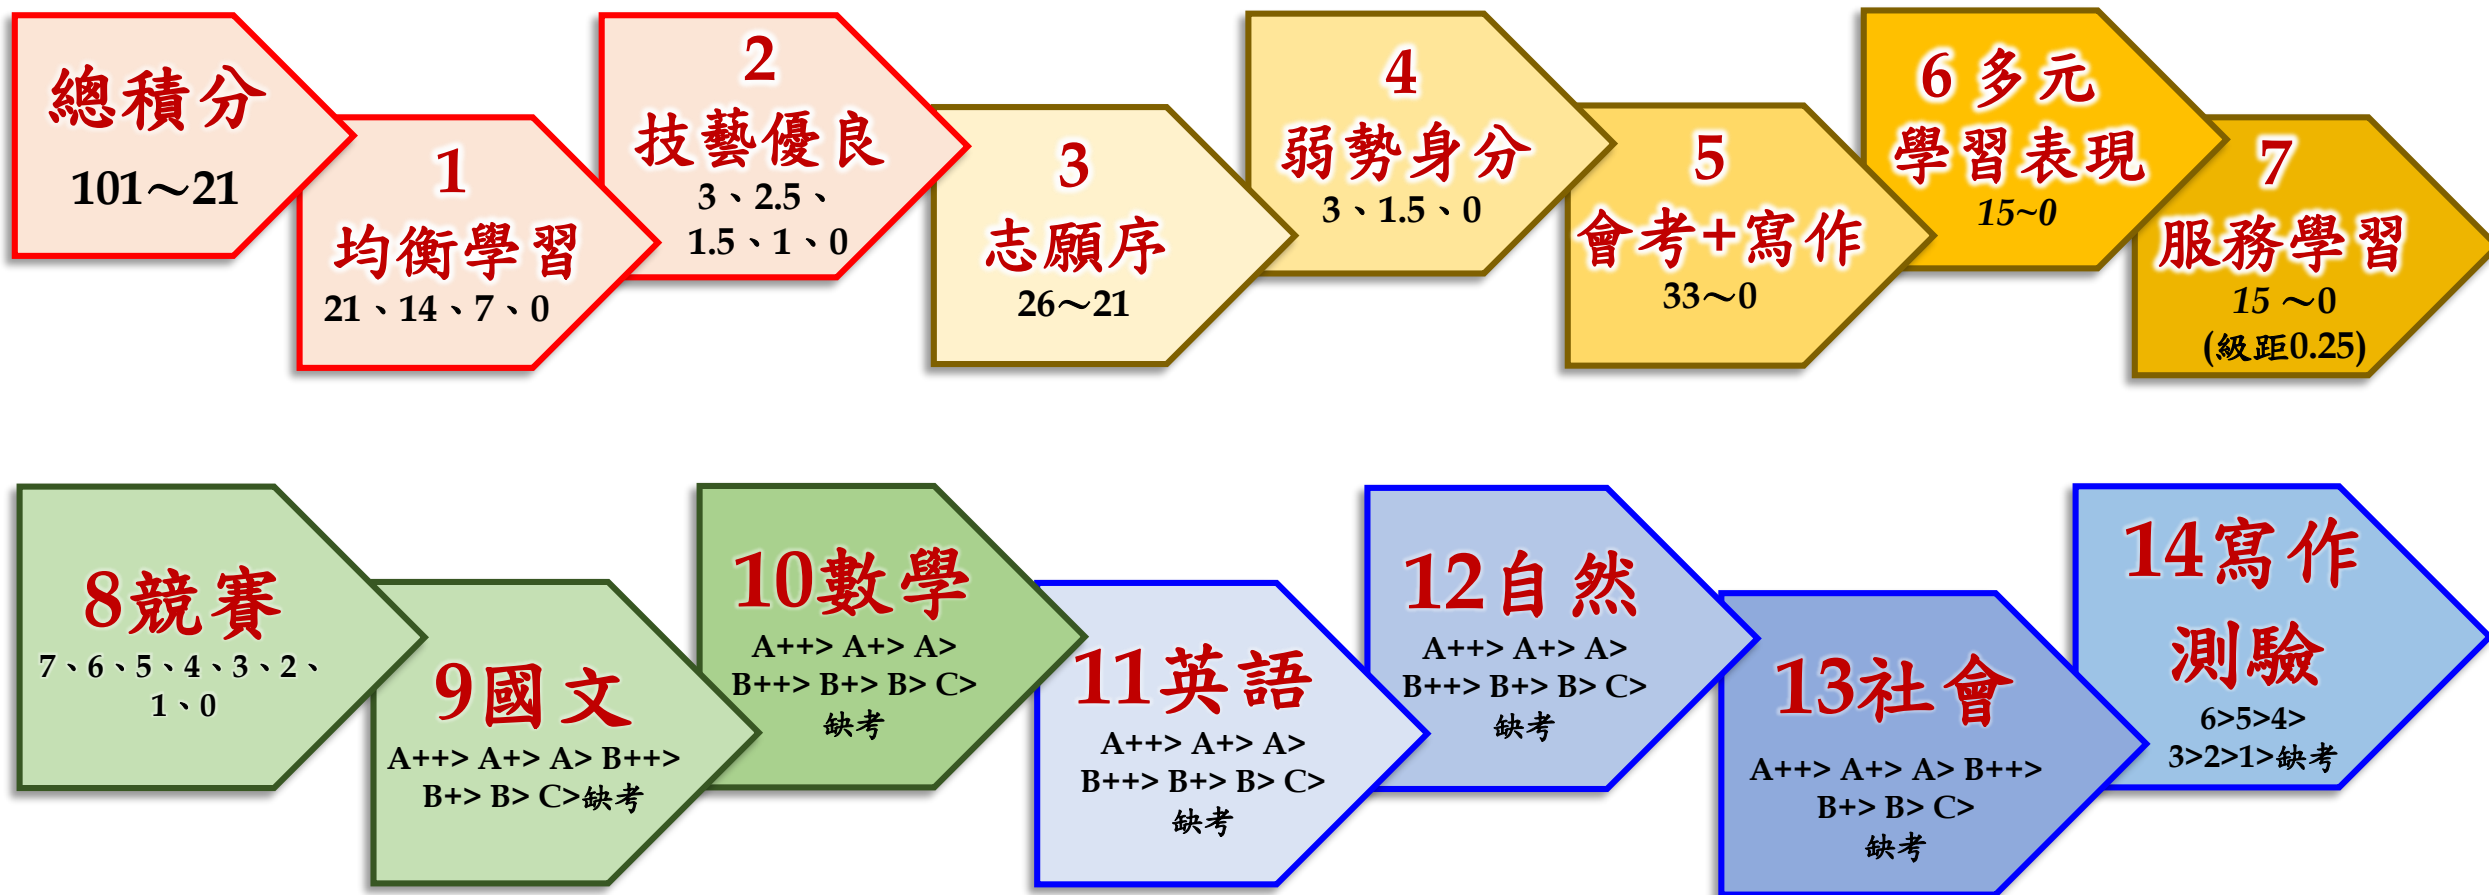 總積分
101～21
1
均衡學習
21、14、7、0
2
技藝優良
3、2.5、
1.5、1、0
3
志願序
26～21
4
弱勢身分
3、1.5、0
5
會考+寫作
33～0
6 多元
學習表現
15~0
7
服務學習
15 ～0
(級距0.25)
8競賽
7、6、5、4、3、2、
1、0
9國文
A++> A+> A> B++>
B+> B> C>缺考
10數學
A++> A+> A>
B++> B+> B> C>
缺考
11英語
A++> A+> A>
B++> B+> B> C>
缺考
12自然
A++> A+> A>
B++> B+> B> C>
缺考
13社會
A++> A+> A> B++>
B+> B> C>
缺考
14寫作
測驗
6>5>4>
3>2>1>缺考